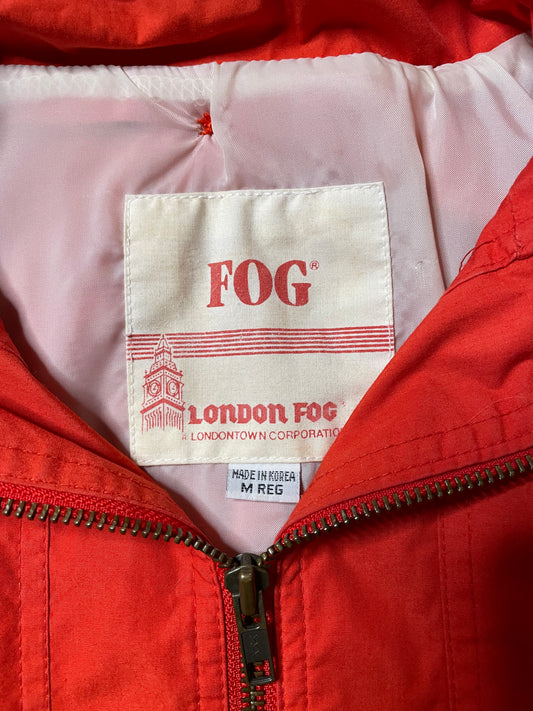 FOG®
LONDON FOG
LONDONTOWN CORPORATION
MADE IN KOREA
M REG